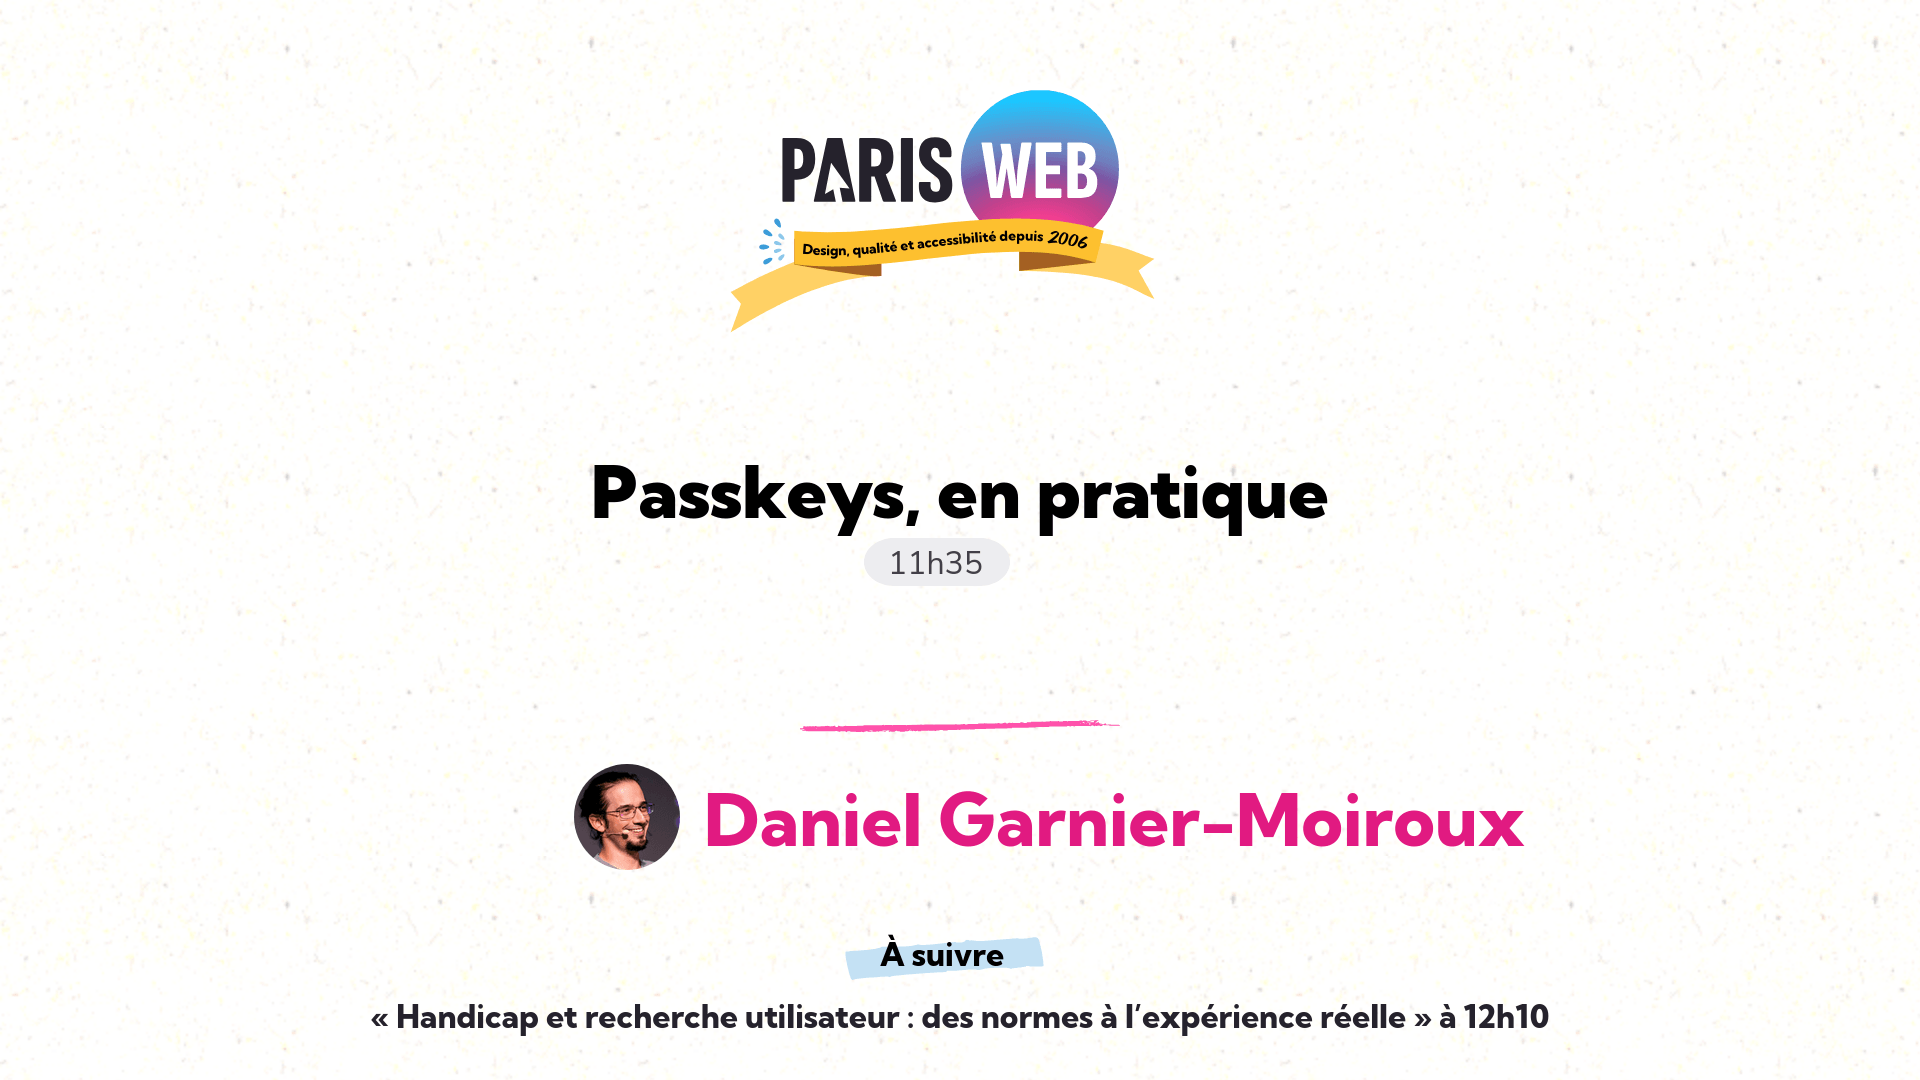 PARIS WEB
Design, qualité et accessibilité depuis 2006
Passkeys, en pratique
11h35
Daniel Garnier-Moiroux
À suivre
« Handicap et recherche utilisateur : des normes à l’expérience réelle » à 12h10